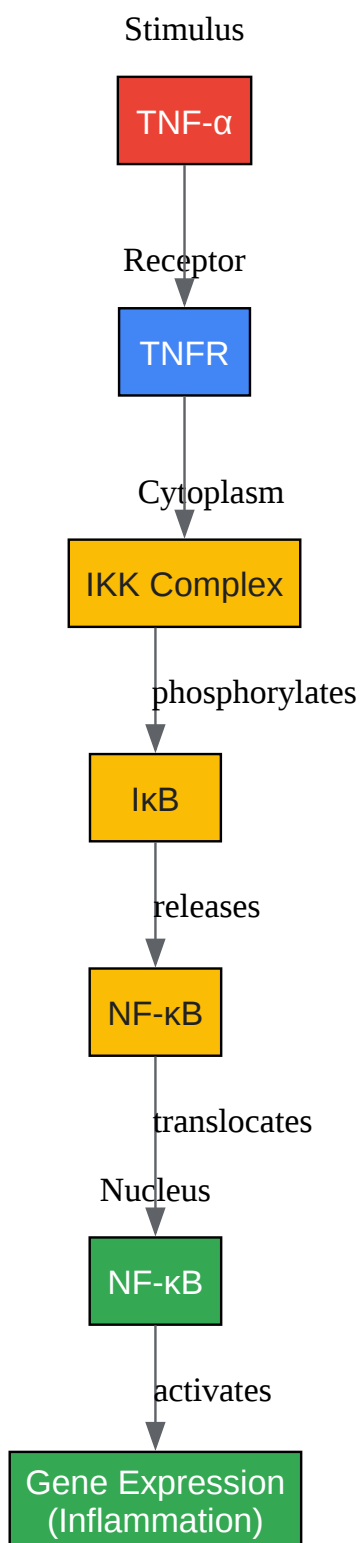 Stimulus
TNF-α
Receptor
TNFR
Cytoplasm
IKK Complex
phosphorylates
IκB
releases
NF-κB
translocates
Nucleus
NF-κB
activates
Gene Expression
(Inflammation)